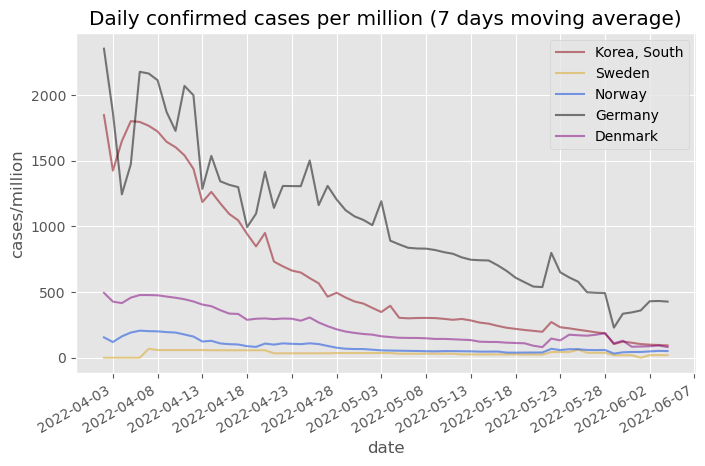 Daily confirmed cases per million (7 days moving average)
Korea, South
Sweden
Norway
Germany
Denmark
cases/million
2000
1500
1000
500
0
2022-04-03
2022-04-08
2022-04-13
2022-04-18
2022-04-23
2022-04-28
2022-05-03
2022-05-08
2022-05-13
2022-05-18
2022-05-23
2022-05-28
2022-06-02
2022-06-07
date